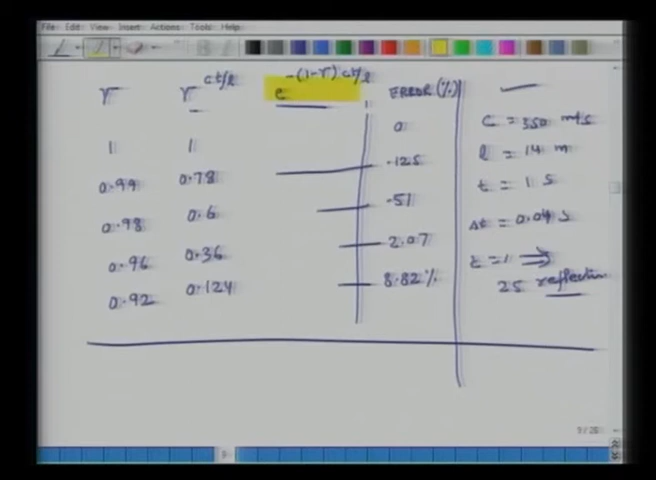 File Edit View Insert Actions Tools Help
γ γ^ct/l e^-(1-γ)ct/l ERROR (%)
1 1 0
0.99 0.78 .125
0.98 0.6 .51
0.96 0.36 2.07
0.92 0.124 8.82%
c = 350 m/s
l = 14 m
t = 1 s
Δt = 0.04 s
t = 1 ⇒
25 reflection